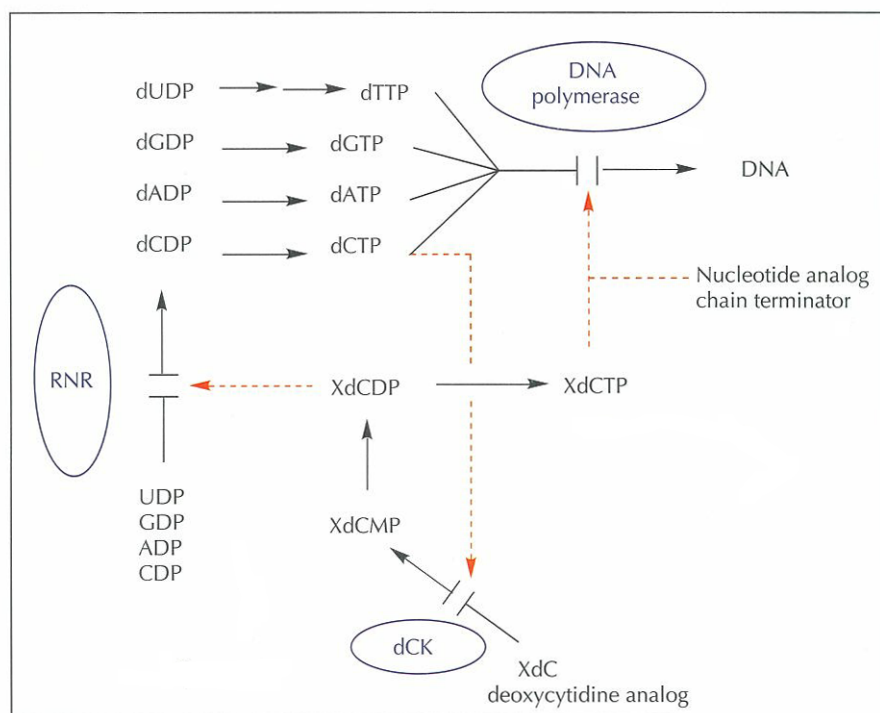 DNA
polymerase
dUDP
dTTP
dGDP
dGTP
DNA
dADP
dATP
dCDP
dCTP
Nucleotide analog
chain terminator
RNR
XdCDP
XdCTP
UDP
GDP
ADP
CDP
XdCMP
dCK
XdC
deoxycytidine analog